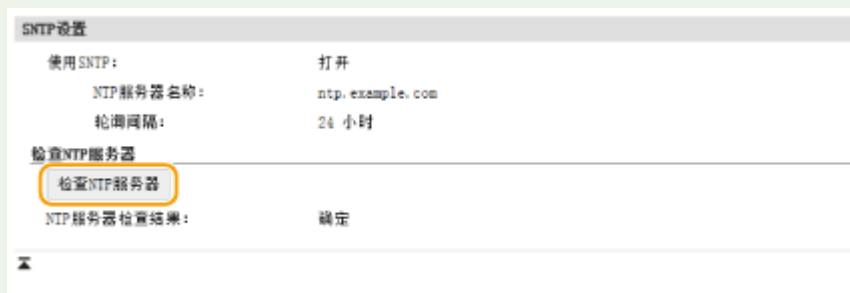 SNTP设置
使用SNTP： 打开
NTP服务器名称： ntp.example.com
轮询间隔： 24 小时
检查NTP服务器
检查NTP服务器
NTP服务器检查结果： 确定